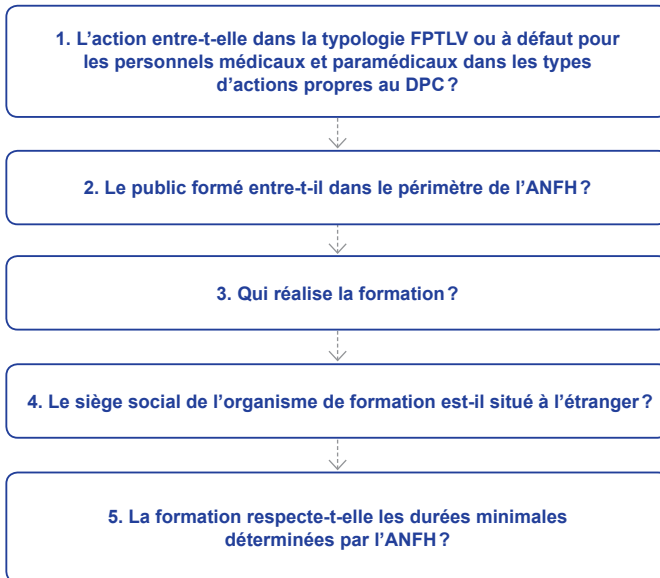 1. L’action entre-t-elle dans la typologie FPTLV ou à défaut pour
les personnels médicaux et paramédicaux dans les types
d’actions propres au DPC ?
2. Le public formé entre-t-il dans le périmètre de l’ANFH ?
3. Qui réalise la formation ?
4. Le siège social de l’organisme de formation est-il situé à l’étranger ?
5. La formation respecte-t-elle les durées minimales
déterminées par l’ANFH ?